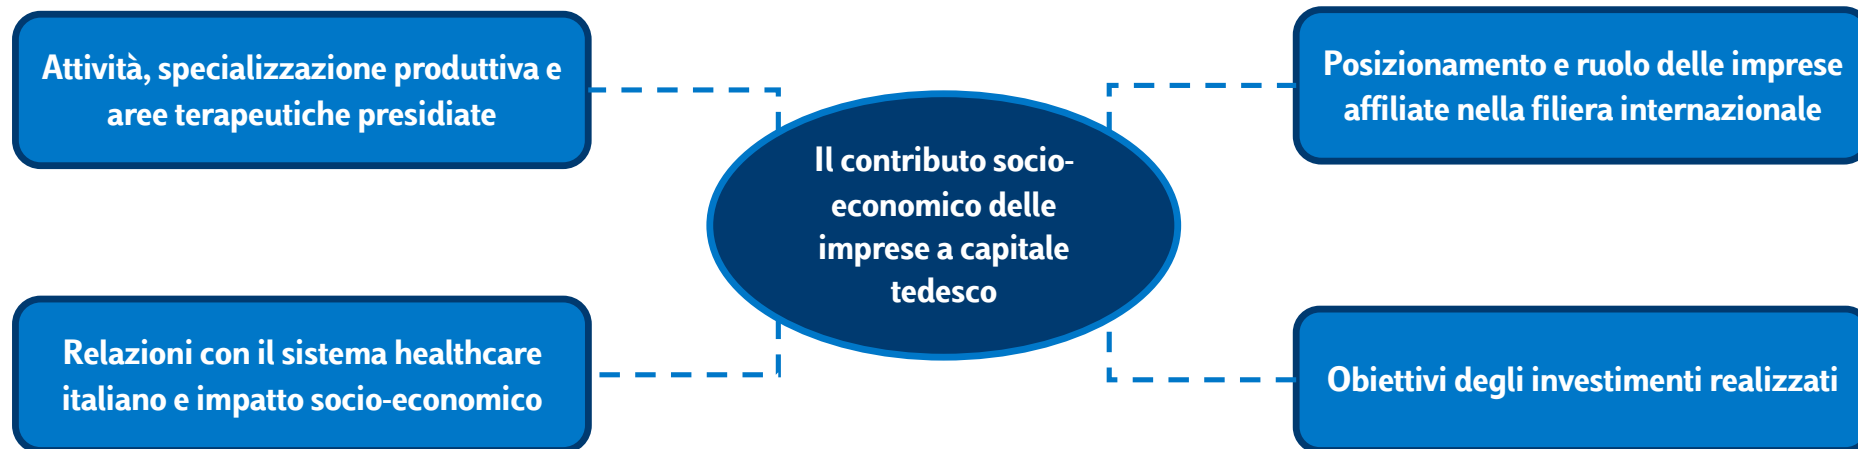 Attività, specializzazione produttiva e
aree terapeutiche presidiate
Posizionamento e ruolo delle imprese
affiliate nella filiera internazionale
Il contributo socio-
economico delle
imprese a capitale
tedesco
Relazioni con il sistema healthcare
italiano e impatto socio-economico
Obiettivi degli investimenti realizzati